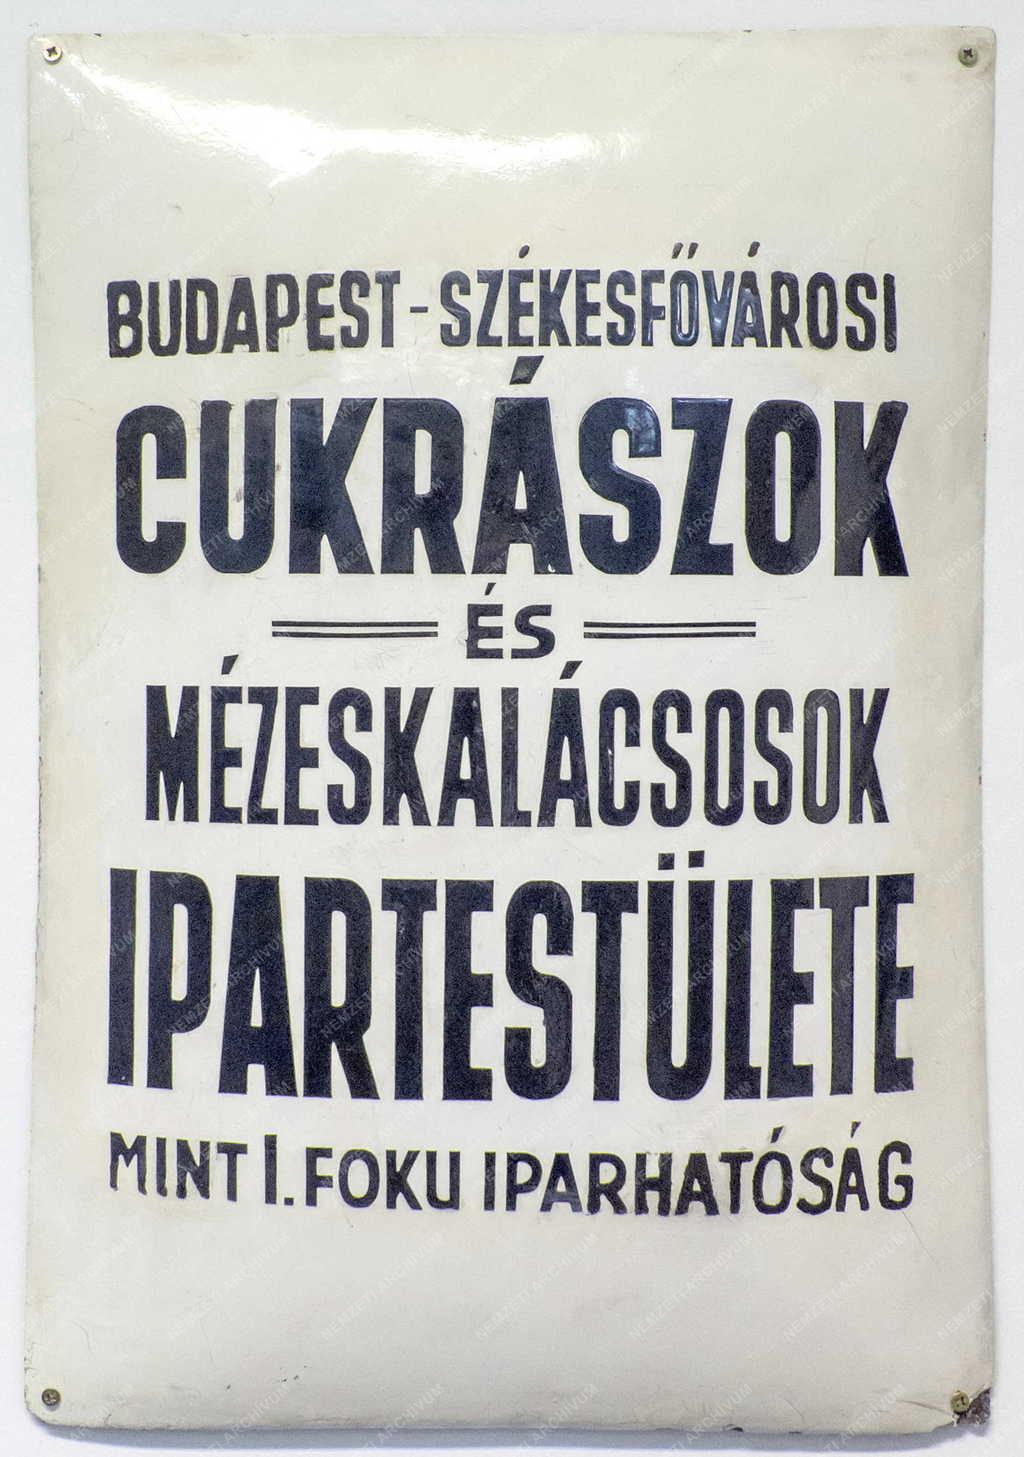 BUDAPEST-SZÉKESFŐVÁROSI
CUKRÁSZOK
ÉS
MÉZESKALÁCSOSOK
IPARTESTÜLETE
MINT I. FOKU IPARHATÓSÁG